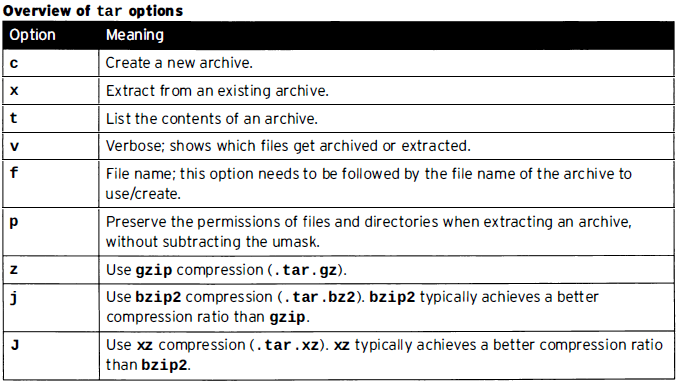 Overview of tar options
Option Meaning
c Create a new archive.
x Extract from an existing archive.
t List the contents of an archive.
v Verbose; shows which files get archived or extracted.
f File name; this option needs to be followed by the file name of the archive to
use/create.
p Preserve the permissions of files and directories when extracting an archive,
without subtracting the umask.
z Use gzip compression (.tar.gz).
j Use bzip2 compression (.tar.bz2). bzip2 typically achieves a better
compression ratio than gzip.
J Use xz compression (.tar.xz). xz typically achieves a better compression ratio
than bzip2.